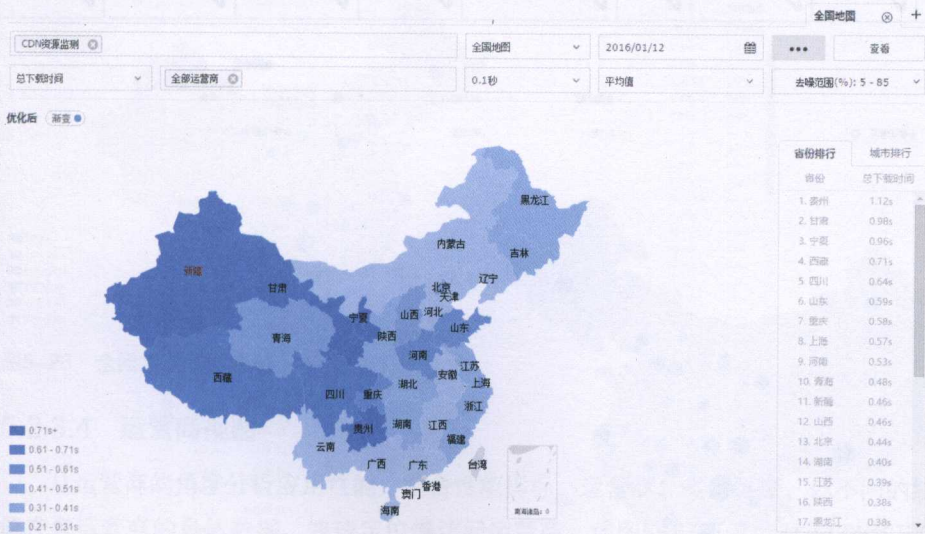 全国地图
CDN资源监测
全国地图
2016/01/12
•••
查看
总下载时间
全部运营商
0.1秒
平均值
去噪范围(%): 5 - 85
优化后
渐变
省份排行
城市排行
省份
总下载时间
1. 贵州 1.12s
2. 甘肃 0.98s
3. 宁夏 0.96s
4. 西藏 0.71s
5. 四川 0.64s
6. 山东 0.59s
7. 重庆 0.58s
8. 上海 0.57s
9. 河南 0.53s
10. 青海 0.48s
11. 新疆 0.46s
12. 山西 0.46s
13. 北京 0.44s
14. 湖南 0.40s
15. 江苏 0.39s
16. 陕西 0.38s
17. 黑龙江 0.38s
黑龙江
内蒙古
吉林
新疆
辽宁
甘肃
北京
天津
宁夏
山西
河北
山东
青海
陕西
河南
西藏
江苏
安徽
上海
四川
重庆
湖北
浙江
贵州
湖南
江西
云南
福建
广西
广东
台湾
香港
澳门
海南
南海诸岛: 0
0.71s+
0.61 - 0.71s
0.51 - 0.61s
0.41 - 0.51s
0.31 - 0.41s
0.21 - 0.31s